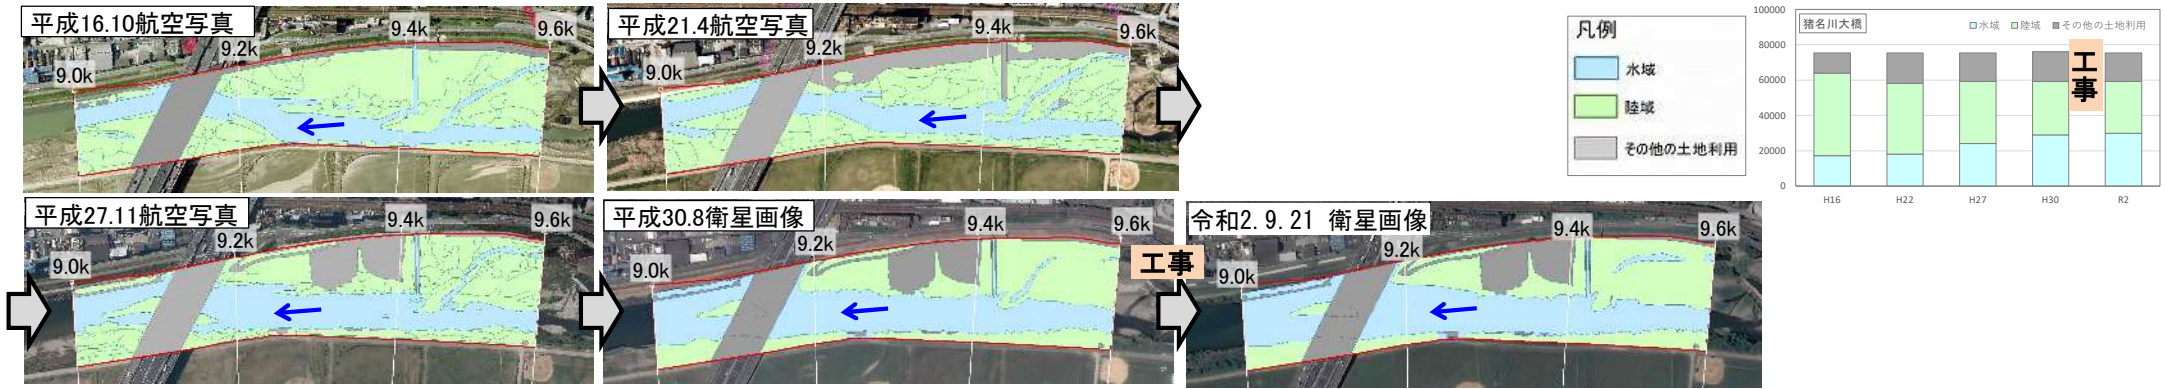 平成16.10航空写真
9.0k
9.2k
9.4k
9.6k
平成21.4航空写真
9.0k
9.2k
9.4k
9.6k
凡例
水域
陸域
その他の土地利用
猪名川大橋
水域 陸域 その他の土地利用
工事
100000
80000
60000
40000
20000
0
H16 H22 H27 H30 R2
平成27.11航空写真
9.0k
9.2k
9.4k
9.6k
平成30.8衛星画像
9.0k
9.2k
9.4k
9.6k
工事
令和2.9.21 衛星画像
9.0k
9.2k
9.4k
9.6k